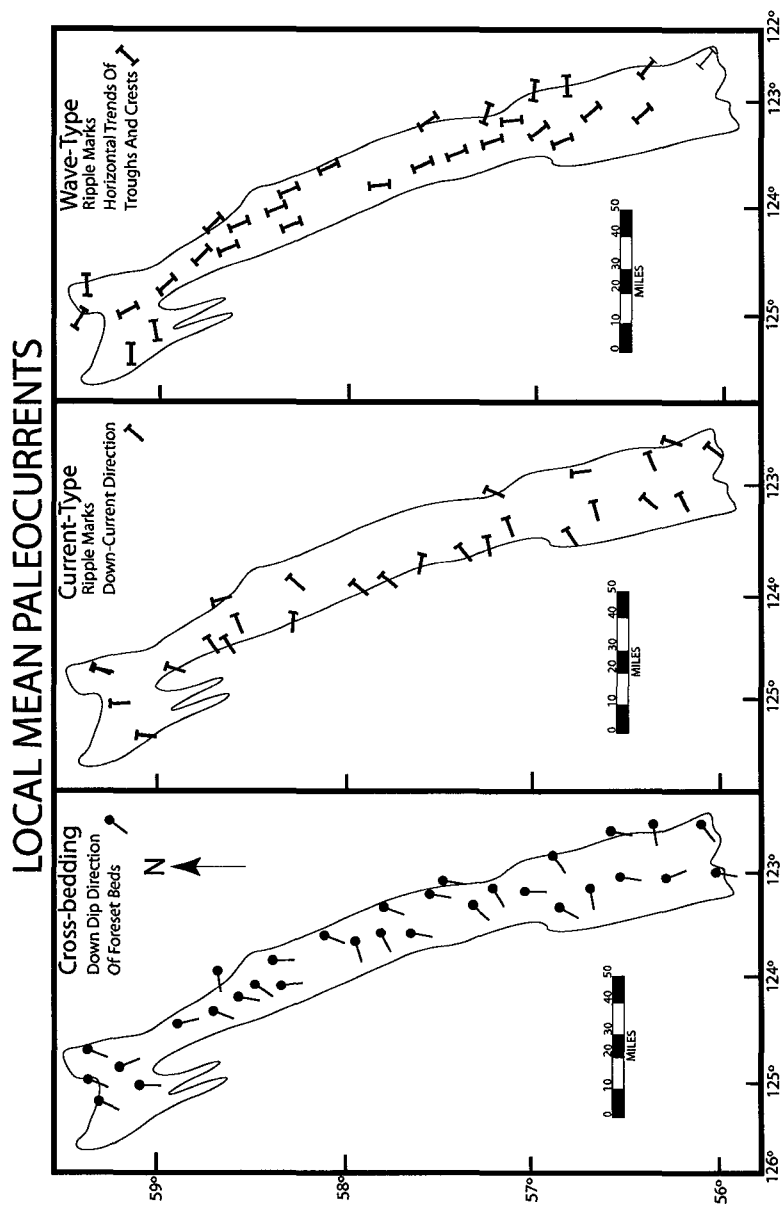 LOCAL MEAN PALEOCURRENTS
Cross-bedding
Down Dip Direction
Of Foreset Beds
N
0 10 20 30 40 50
MILES
59°
58°
57°
56°
126°
125°
124°
123°
Current-Type
Ripple Marks
Down-Current Direction
0 10 20 30 40 50
MILES
125°
124°
123°
Wave-Type
Ripple Marks
Horizontal Trends Of
Troughs And Crests
0 10 20 30 40 50
MILES
125°
124°
123°
122°